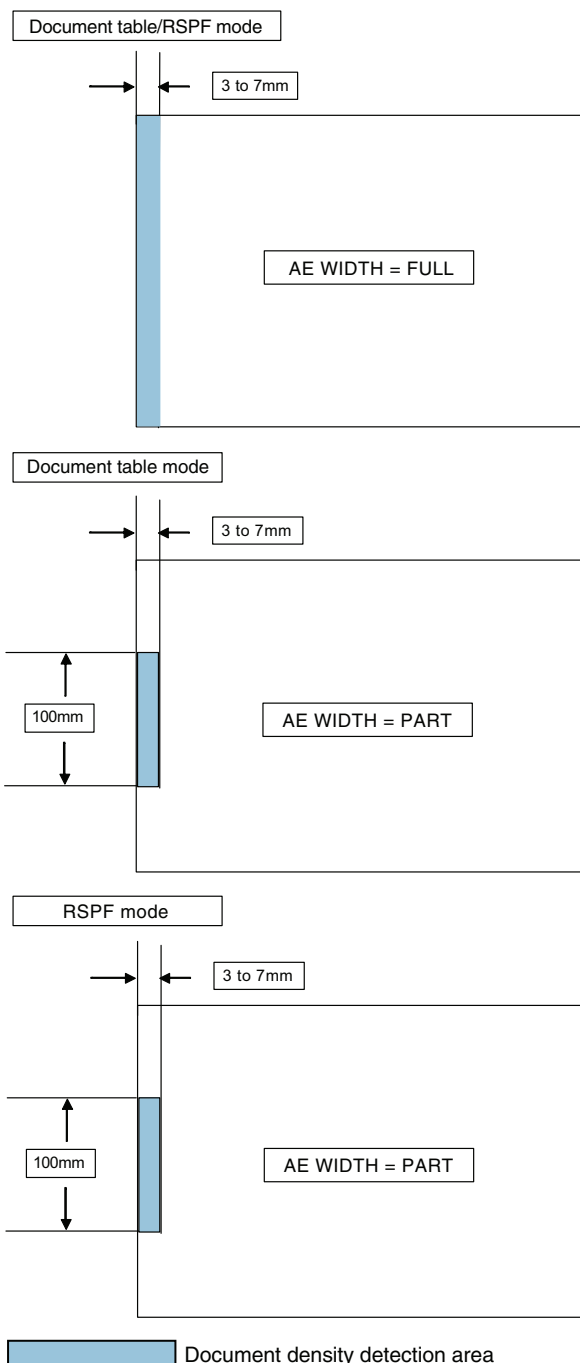 Document table/RSPF mode
3 to 7mm
AE WIDTH = FULL
Document table mode
3 to 7mm
100mm
AE WIDTH = PART
RSPF mode
3 to 7mm
100mm
AE WIDTH = PART
Document density detection area